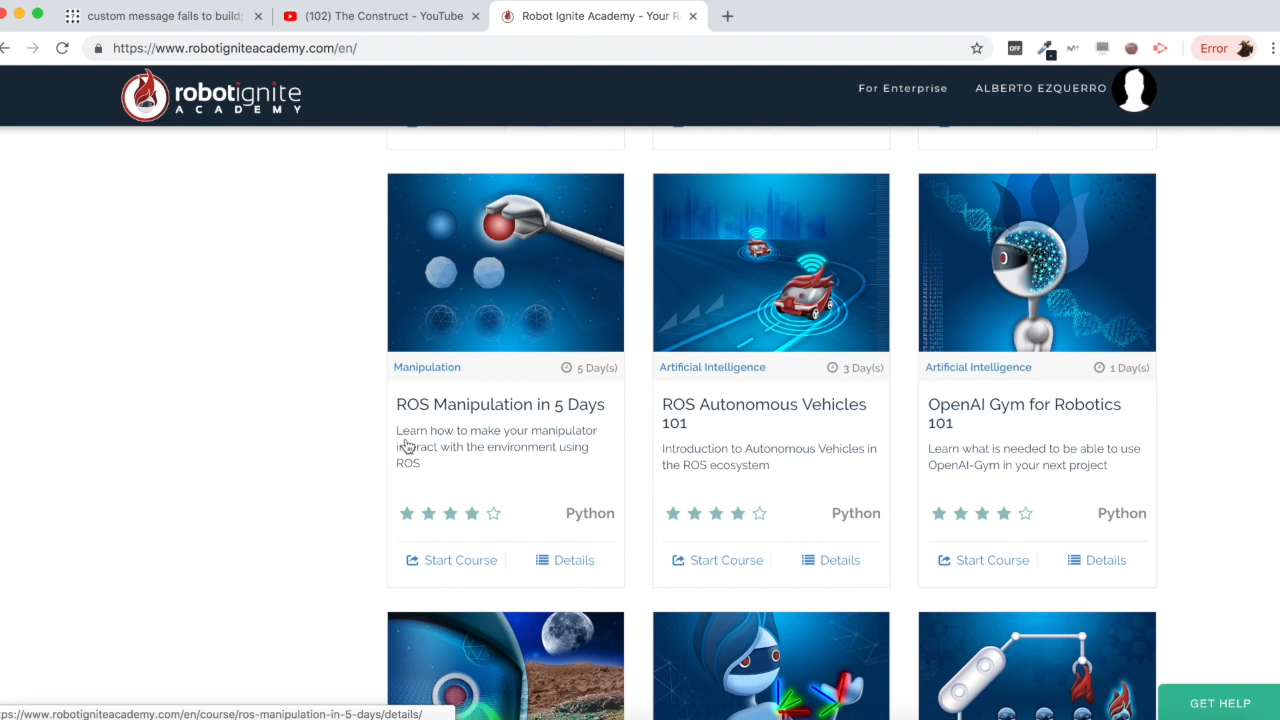 custom message fails to build;
(102) The Construct - YouTube
Robot Ignite Academy - Your R
https://www.robotigniteacademy.com/en/
OFF
Error
robotignite
ACADEMY
For Enterprise
ALBERTO EZQUERRO
Manipulation
5 Day(s)
Artificial Intelligence
3 Day(s)
Artificial Intelligence
1 Day(s)
ROS Manipulation in 5 Days
Learn how to make your manipulator
interact with the environment using
ROS
ROS Autonomous Vehicles
101
Introduction to Autonomous Vehicles in
the ROS ecosystem
OpenAI Gym for Robotics
101
Learn what is needed to be able to use
OpenAI-Gym in your next project
Python
Python
Python
Start Course
Details
Start Course
Details
Start Course
Details
GET HELP
ps://www.robotigniteacademy.com/en/course/ros-manipulation-in-5-days/details/